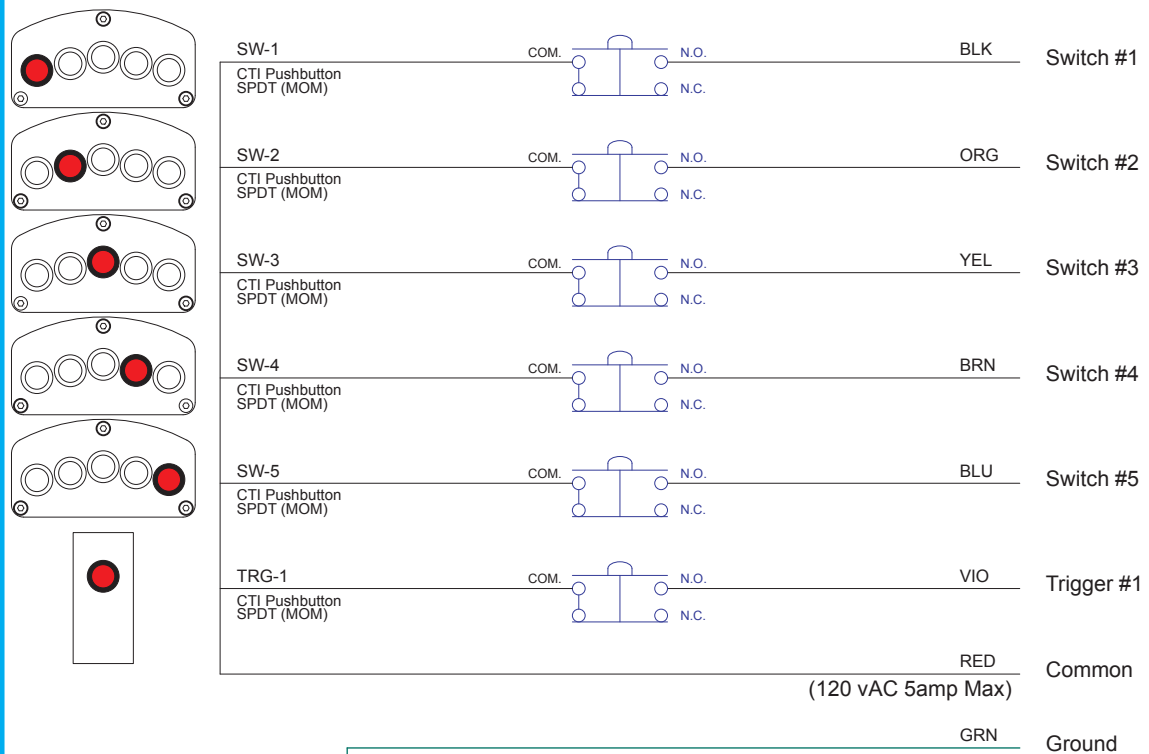 SW-1 COM. N.O. BLK Switch #1
CTI Pushbutton N.C.
SPDT (MOM)
SW-2 COM. N.O. ORG Switch #2
CTI Pushbutton N.C.
SPDT (MOM)
SW-3 COM. N.O. YEL Switch #3
CTI Pushbutton N.C.
SPDT (MOM)
SW-4 COM. N.O. BRN Switch #4
CTI Pushbutton N.C.
SPDT (MOM)
SW-5 COM. N.O. BLU Switch #5
CTI Pushbutton N.C.
SPDT (MOM)
TRG-1 COM. N.O. VIO Trigger #1
CTI Pushbutton N.C.
SPDT (MOM)
RED Common
(120 vAC 5amp Max)
GRN Ground